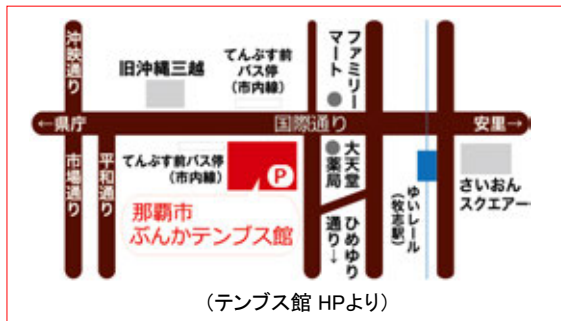 沖映通り
旧沖縄三越
てんぶす前
バス停
(市内線)
ファミリー
マート
←県庁
国際通り
安里→
市場通り
平和通り
てんぶす前バス停
(市内線)
P
大天堂
薬局
ゆいレール
(牧志駅)
さいおん
スクエアー
那覇市
ぶんかテンブス館
ひめゆり
通り→
(テンブス館 HPより)